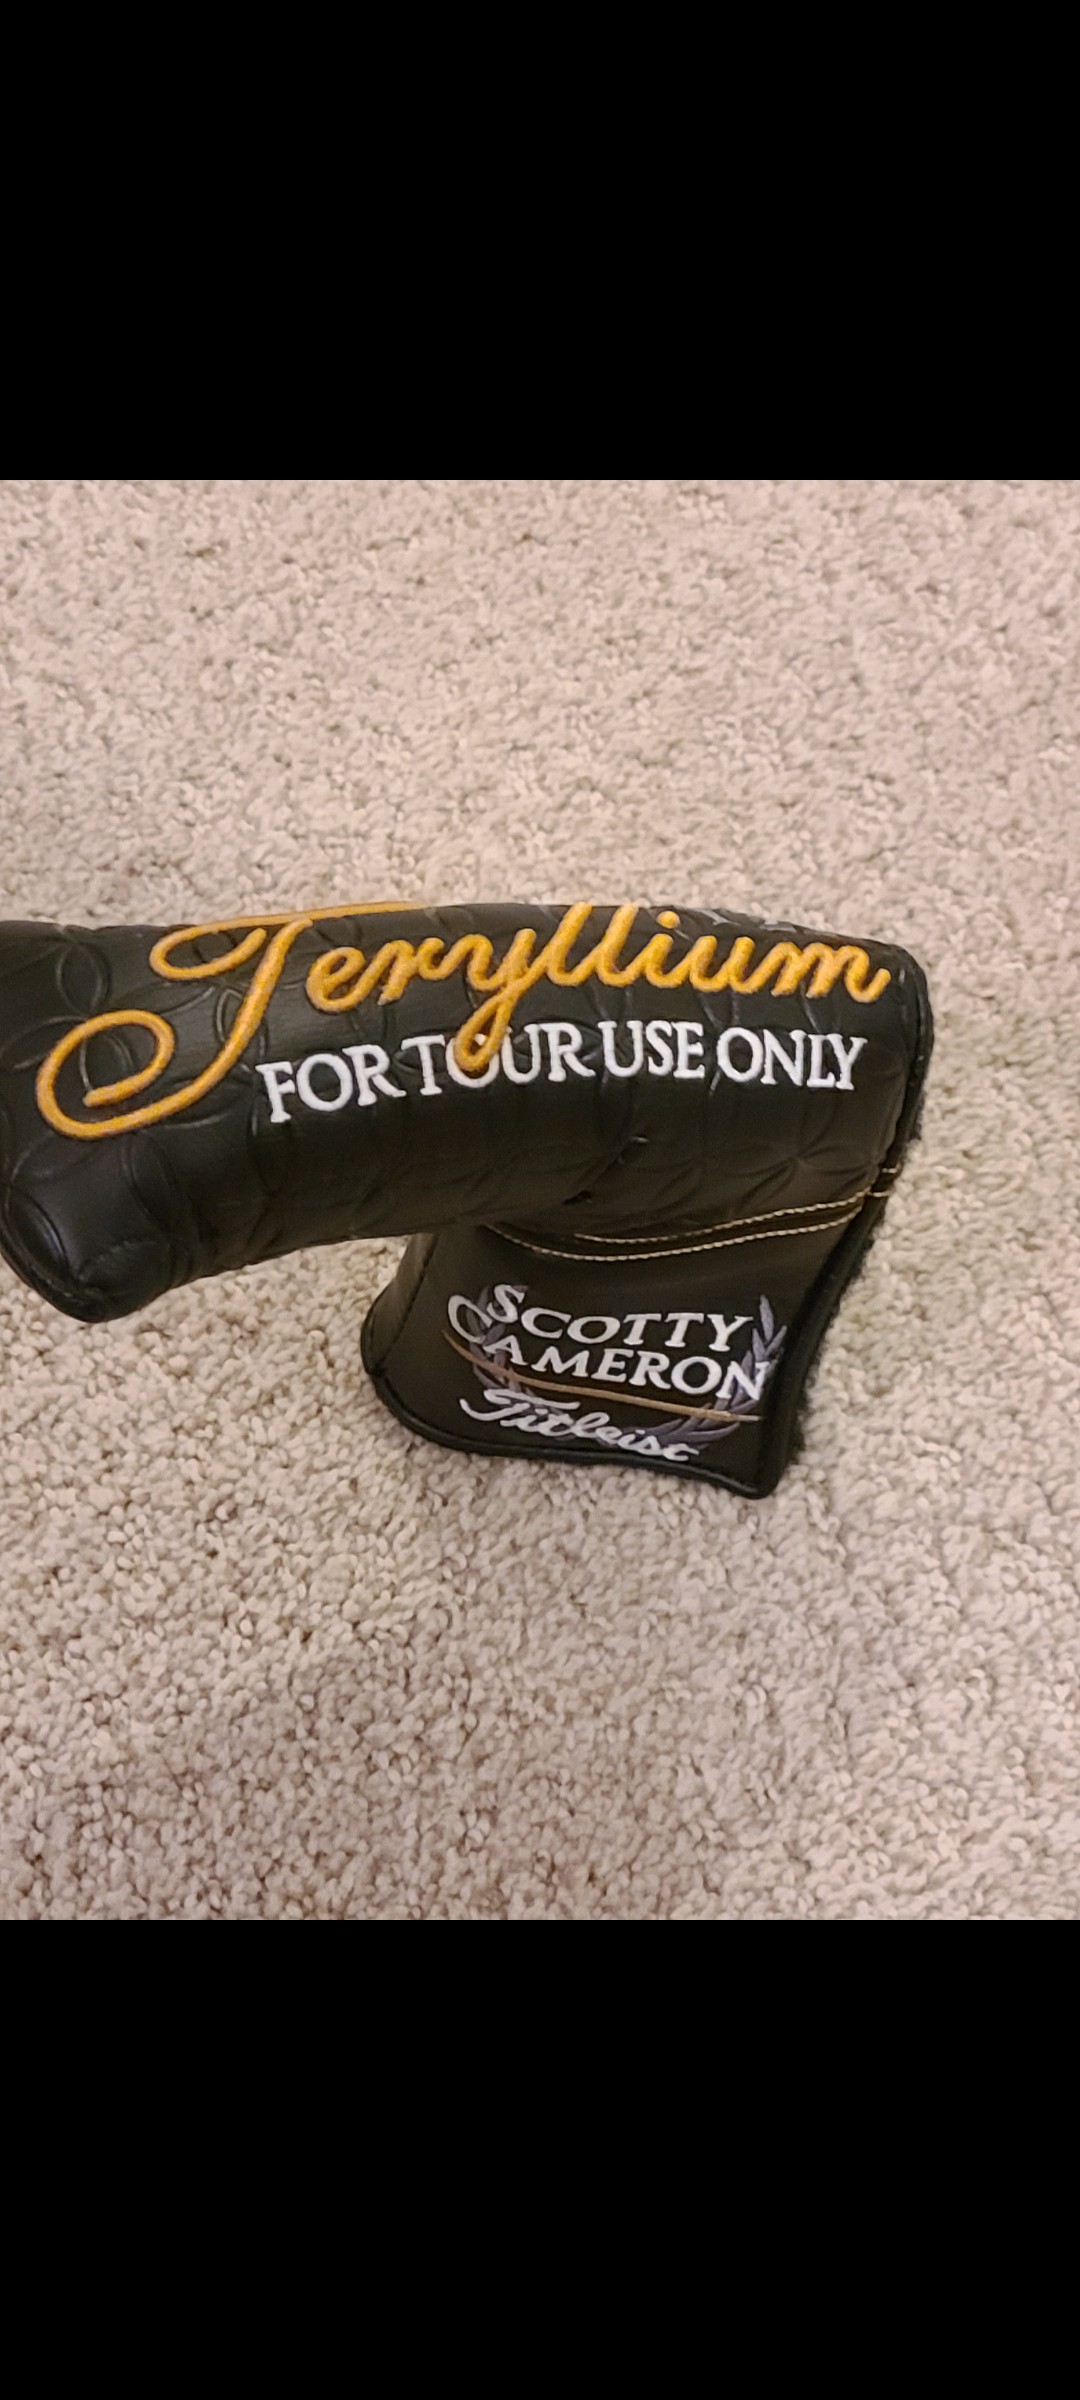 Teryllium
FOR TOUR USE ONLY
SCOTTY
CAMERON
Titleist